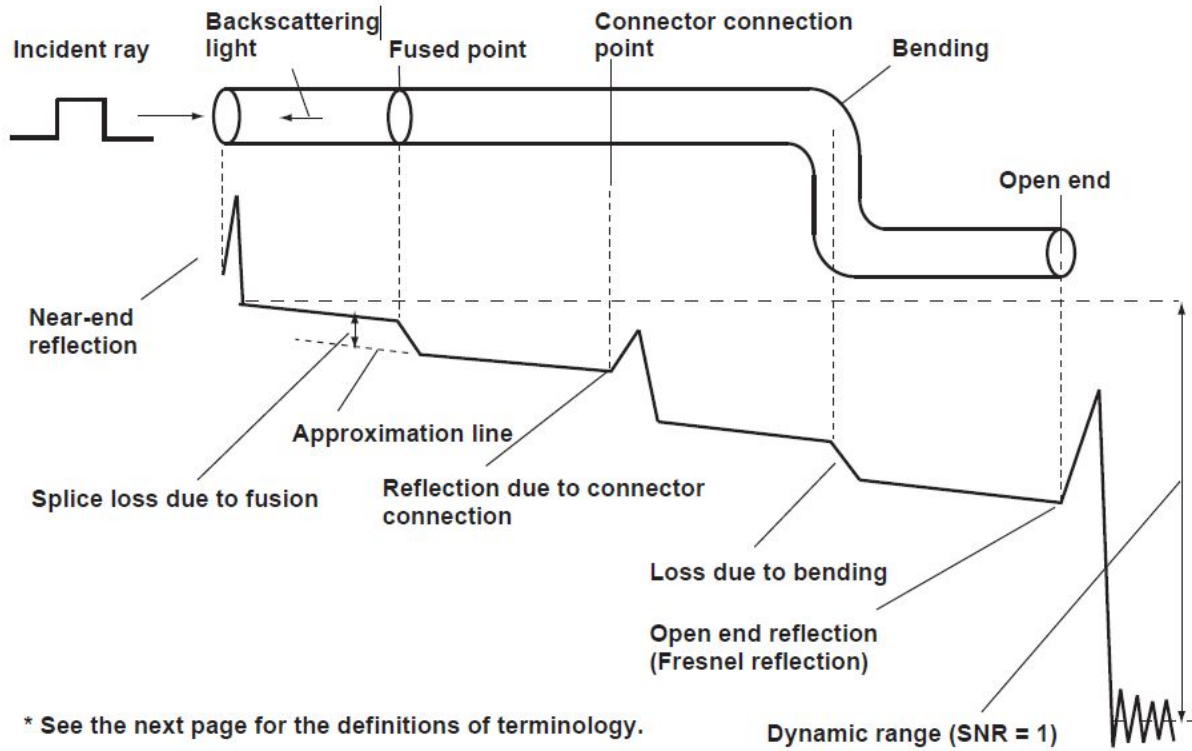 Incident ray
Backscattering
light
Fused point
Connector connection
point
Bending
Open end
Near-end
reflection
Approximation line
Splice loss due to fusion
Reflection due to connector
connection
Loss due to bending
Open end reflection
(Fresnel reflection)
Dynamic range (SNR = 1)
* See the next page for the definitions of terminology.